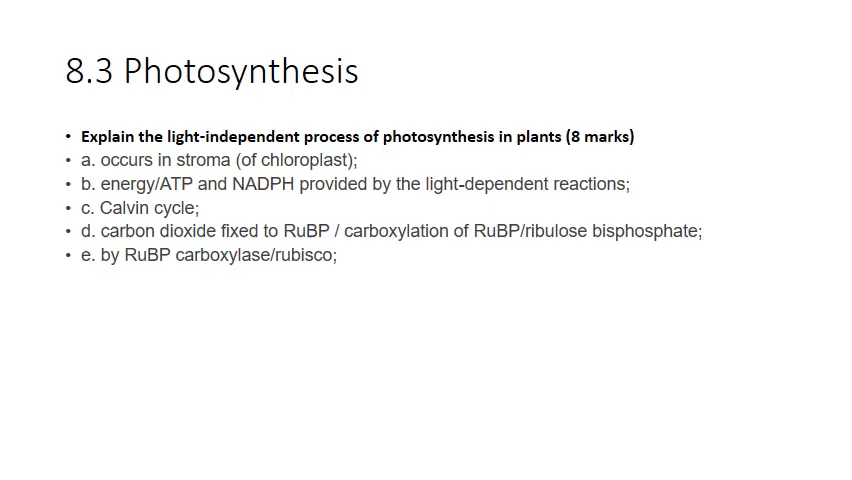 8.3 Photosynthesis
• Explain the light-independent process of photosynthesis in plants (8 marks)
• a. occurs in stroma (of chloroplast);
• b. energy/ATP and NADPH provided by the light-dependent reactions;
• c. Calvin cycle;
• d. carbon dioxide fixed to RuBP / carboxylation of RuBP/ribulose bisphosphate;
• e. by RuBP carboxylase/rubisco;